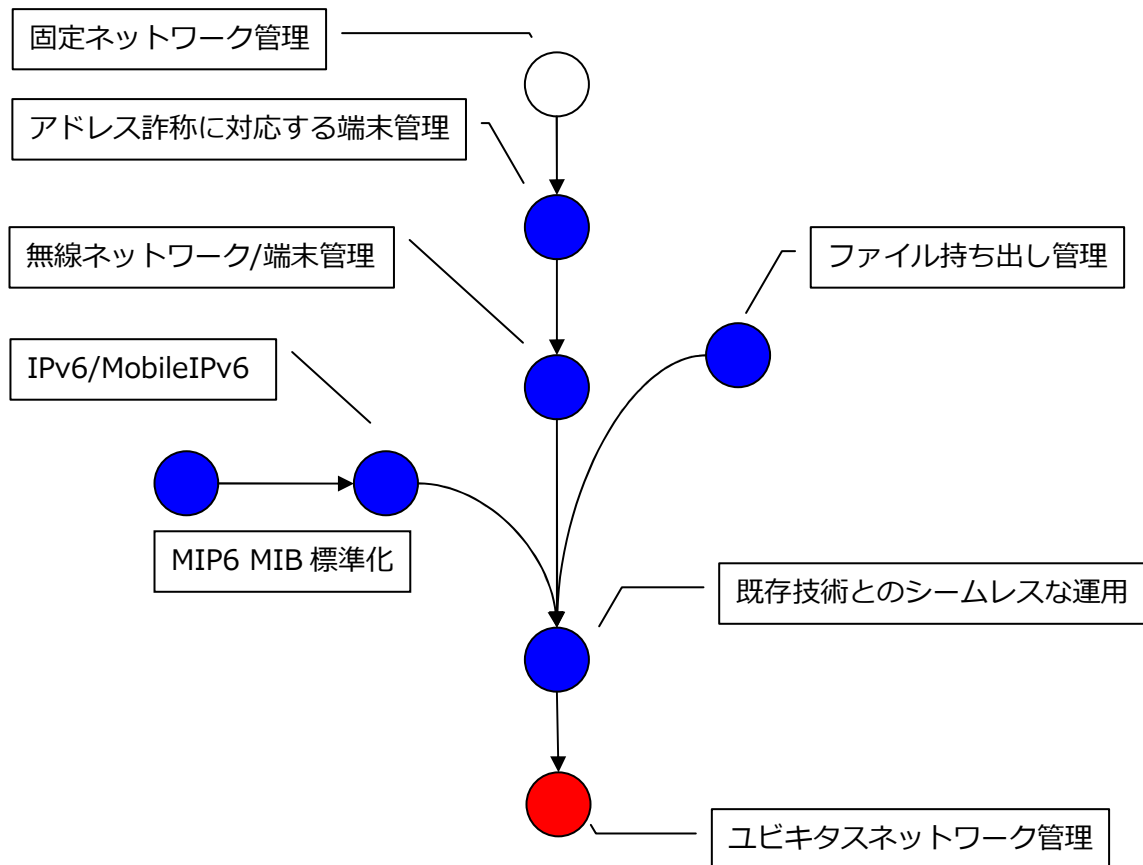 固定ネットワーク管理
アドレス詐称に対応する端末管理
無線ネットワーク/端末管理
ファイル持ち出し管理
IPv6/MobileIPv6
MIP6 MIB 標準化
既存技術とのシームレスな運用
ユビキタスネットワーク管理